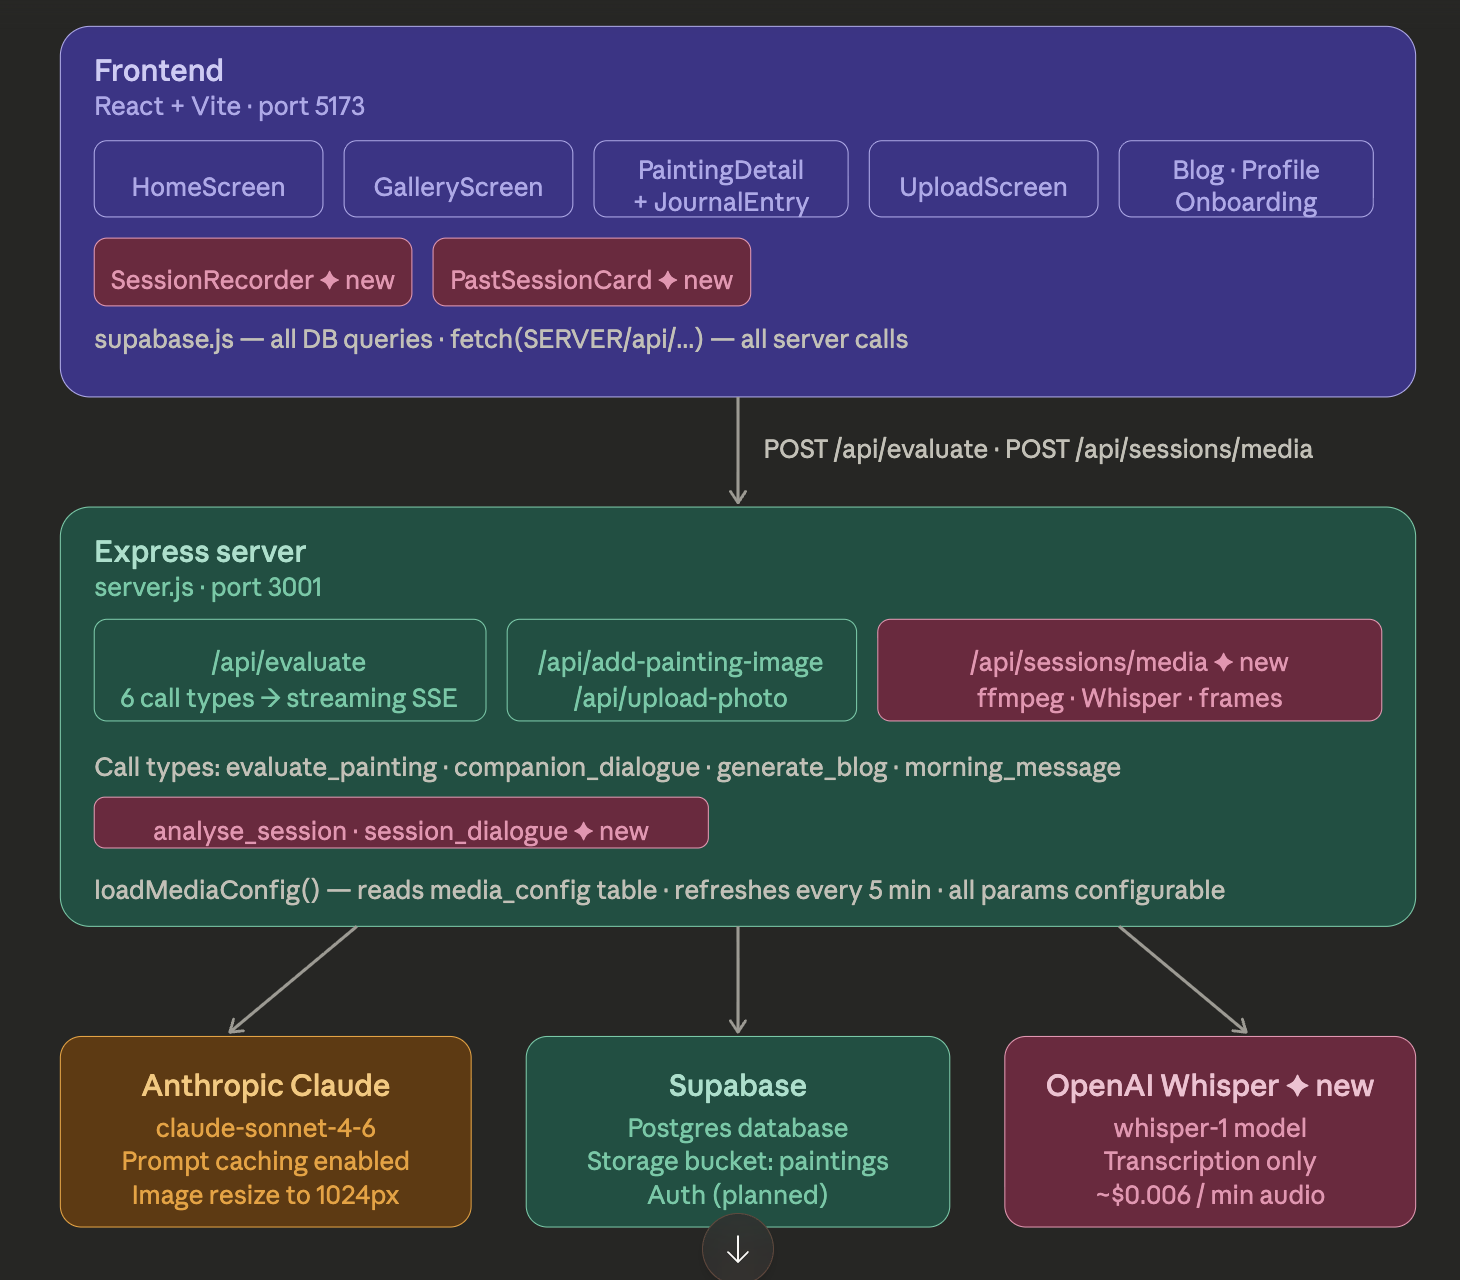 Frontend
React + Vite · port 5173
HomeScreen
GalleryScreen
PaintingDetail
+ JournalEntry
UploadScreen
Blog · Profile
Onboarding
SessionRecorder ✦ new
PastSessionCard ✦ new
supabase.js — all DB queries · fetch(SERVER/api/...) — all server calls
POST /api/evaluate · POST /api/sessions/media
Express server
server.js · port 3001
/api/evaluate
6 call types → streaming SSE
/api/add-painting-image
/api/upload-photo
/api/sessions/media ✦ new
ffmpeg · Whisper · frames
Call types: evaluate_painting · companion_dialogue · generate_blog · morning_message
analyse_session · session_dialogue ✦ new
loadMediaConfig() — reads media_config table · refreshes every 5 min · all params configurable
Anthropic Claude
claude-sonnet-4-6
Prompt caching enabled
Image resize to 1024px
Supabase
Postgres database
Storage bucket: paintings
Auth (planned)
OpenAI Whisper ✦ new
whisper-1 model
Transcription only
~$0.006 / min audio